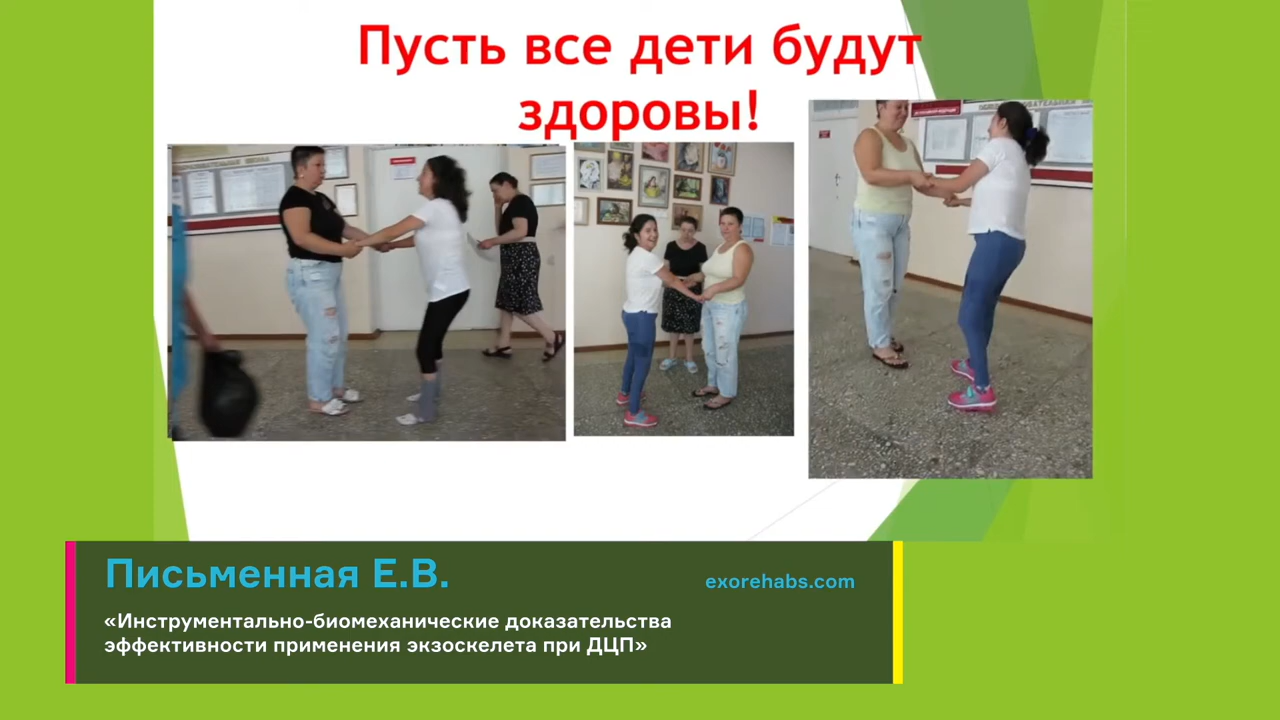 Пусть все дети будут
здоровы!
Письменная Е.В.
exorehabs.com
«Инструментально-биомеханические доказательства
эффективности применения экзоскелета при ДЦП»